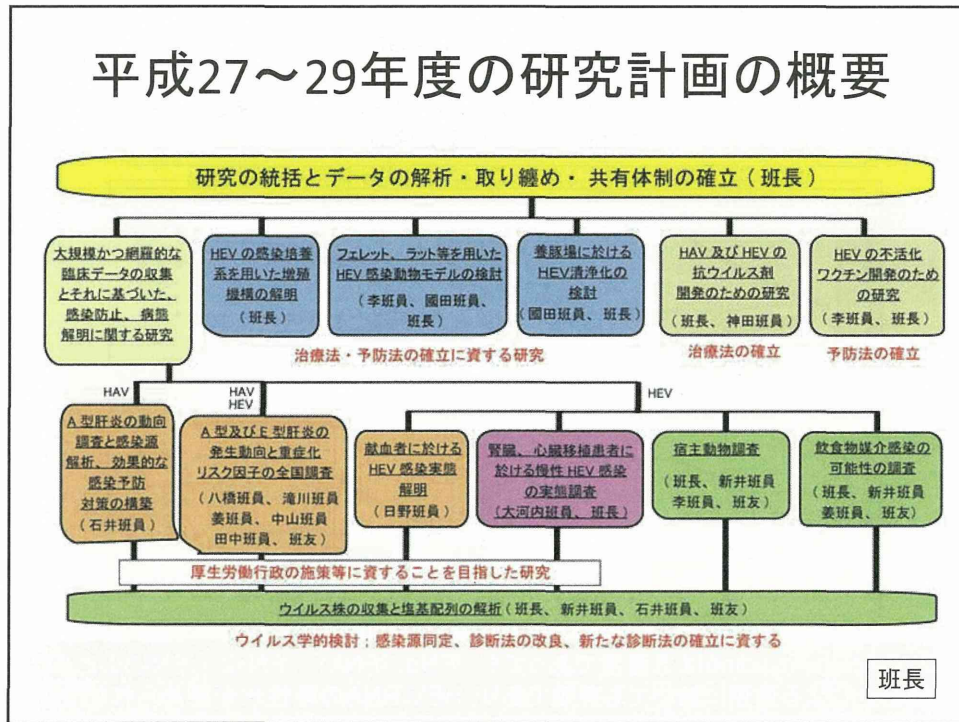 平成27～29年度の研究計画の概要
研究の統括とデータの解析・取り纏め・ 共有体制の確立 ( 班長 )
大規模かつ網羅的な
臨床データの収集
とそれに基づいた、
感染防止、病態
解明に関する研究
HEVの感染培養
系を用いた増殖
機構の解明
(班長)
フェレット、ラット等を用いた
HEV感染動物モデルの検討
(李班員、國田班員、
班長)
養豚場に於ける
HEV清浄化の
検討
(國田班員、班長)
HAV 及び HEV の
抗ウイルス剤
開発のための研究
(班長、神田班員)
HEV の不活化
ワクチン開発のため
の研究
(李班員、班長)
治療法・予防法の確立に資する研究
治療法の確立
予防法の確立
HAV
HAV
HEV
HEV
A 型肝炎の動向
調査と感染源
解析、効果的な
感染予防
対策の構築
(石井班員)
A 型及び E 型肝炎の
発生動向と重症化
リスク因子の全国調査
(八橋班員、滝川班員
姜班員、中山班員
田中班員、班友)
献血者に於ける
HEV 感染実態
解明
(日野班員)
腎臓、心臓移植患者に
於ける慢性 HEV 感染
の実態調査
(大河内班員、班長)
宿主動物調査
(班長、新井班員
李班員、班友)
飲食物媒介感染の
可能性の調査
(班長、新井班員
姜班員、班友)
厚生労働行政の施策等に資することを目指した研究
ウイルス株の収集と塩基配列の解析 (班長、新井班員、石井班員、班友)
ウイルス学的検討：感染源同定、診断法の改良、新たな診断法の確立に資する
班長